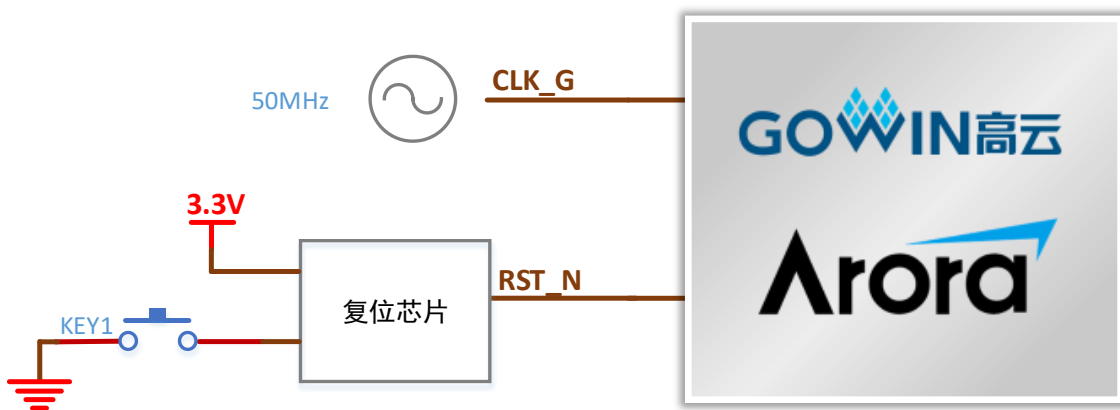 50MHz
CLK_G
GOWIN高云
3.3V
Arora
RST_N
复位芯片
KEY1